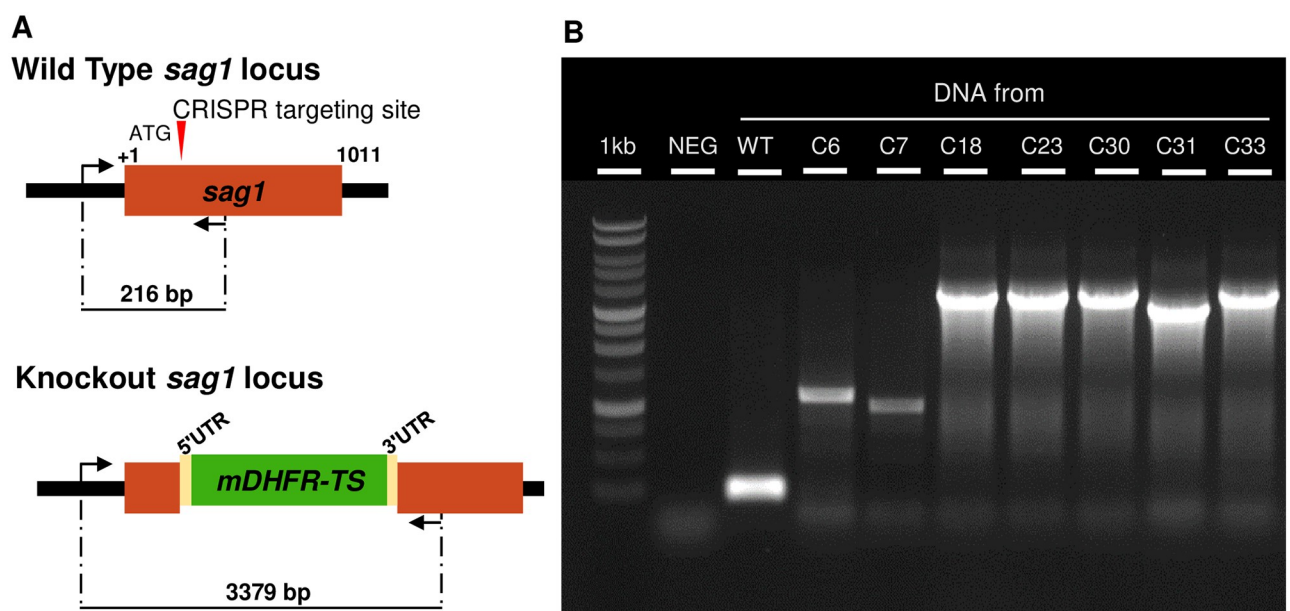 A
Wild Type sag1 locus
CRISPR targeting site
ATG
+1
1011
sag1
216 bp
Knockout sag1 locus
5'UTR
3'UTR
mDHFR-TS
3379 bp
B
DNA from
1kb NEG WT C6 C7 C18 C23 C30 C31 C33